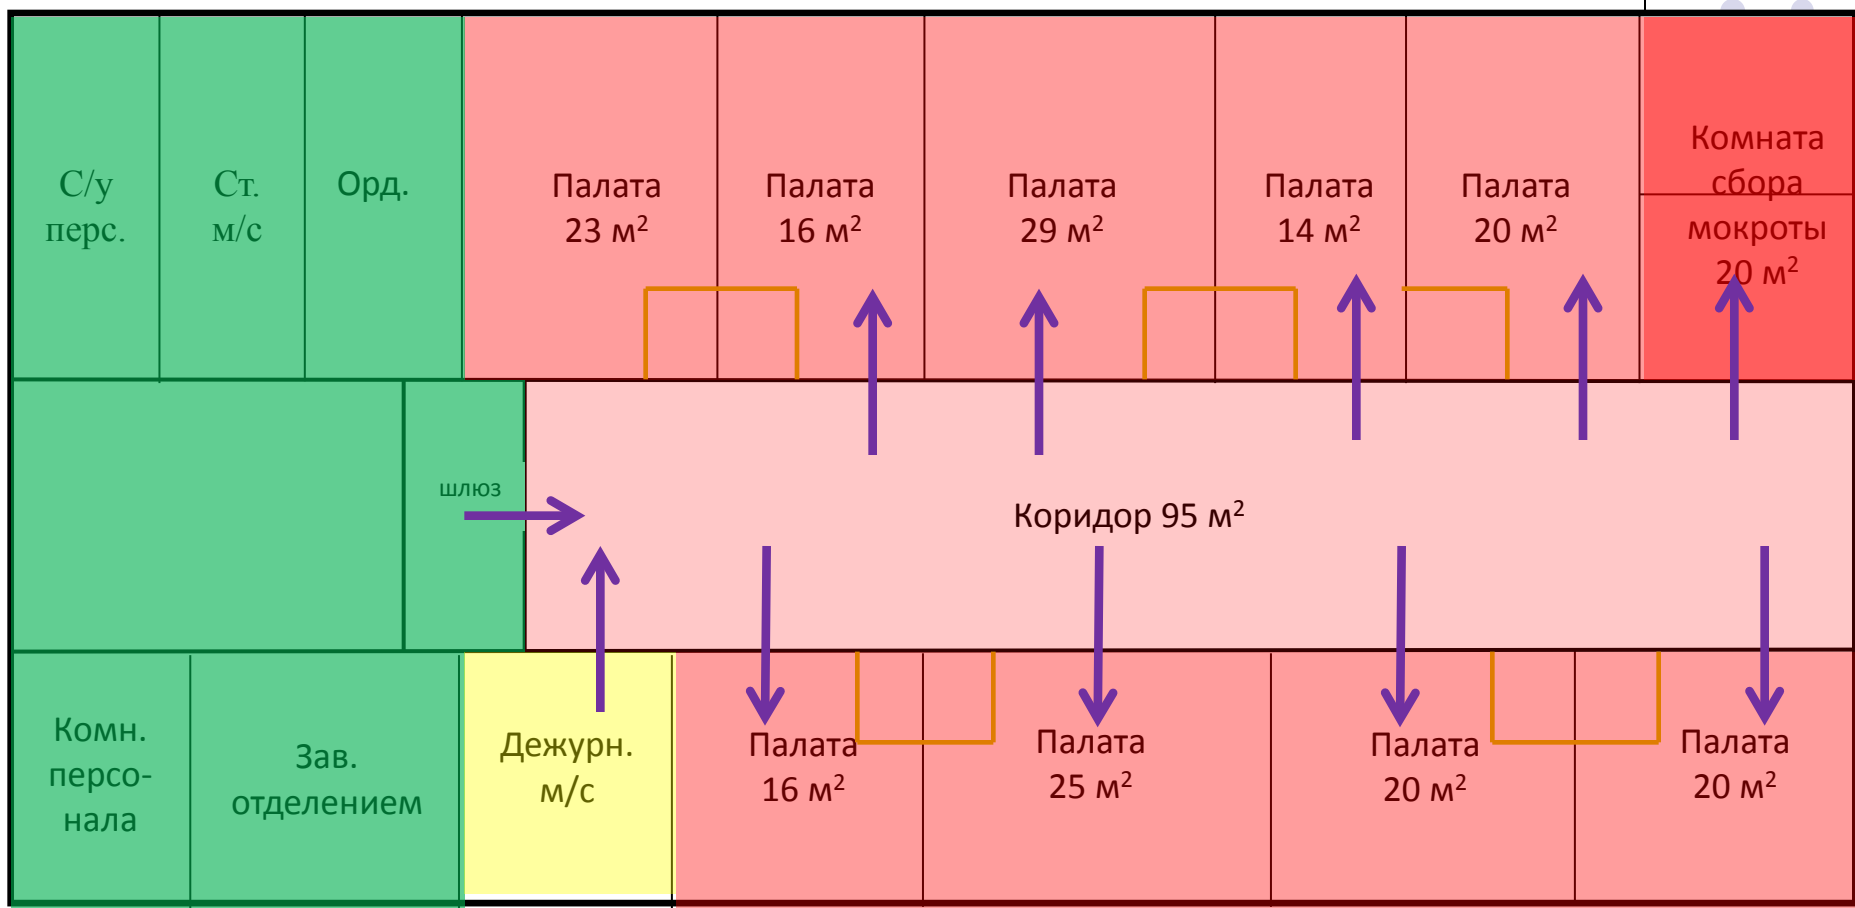 С/у
перс.
Ст.
м/с
Орд.
Палата
23 м²
Палата
16 м²
Палата
29 м²
Палата
14 м²
Палата
20 м²
Комната
сбора
мокроты
20 м²
шлюз
Коридор 95 м²
Комн.
персо-
нала
Зав.
отделением
Дежурн.
м/с
Палата
16 м²
Палата
25 м²
Палата
20 м²
Палата
20 м²